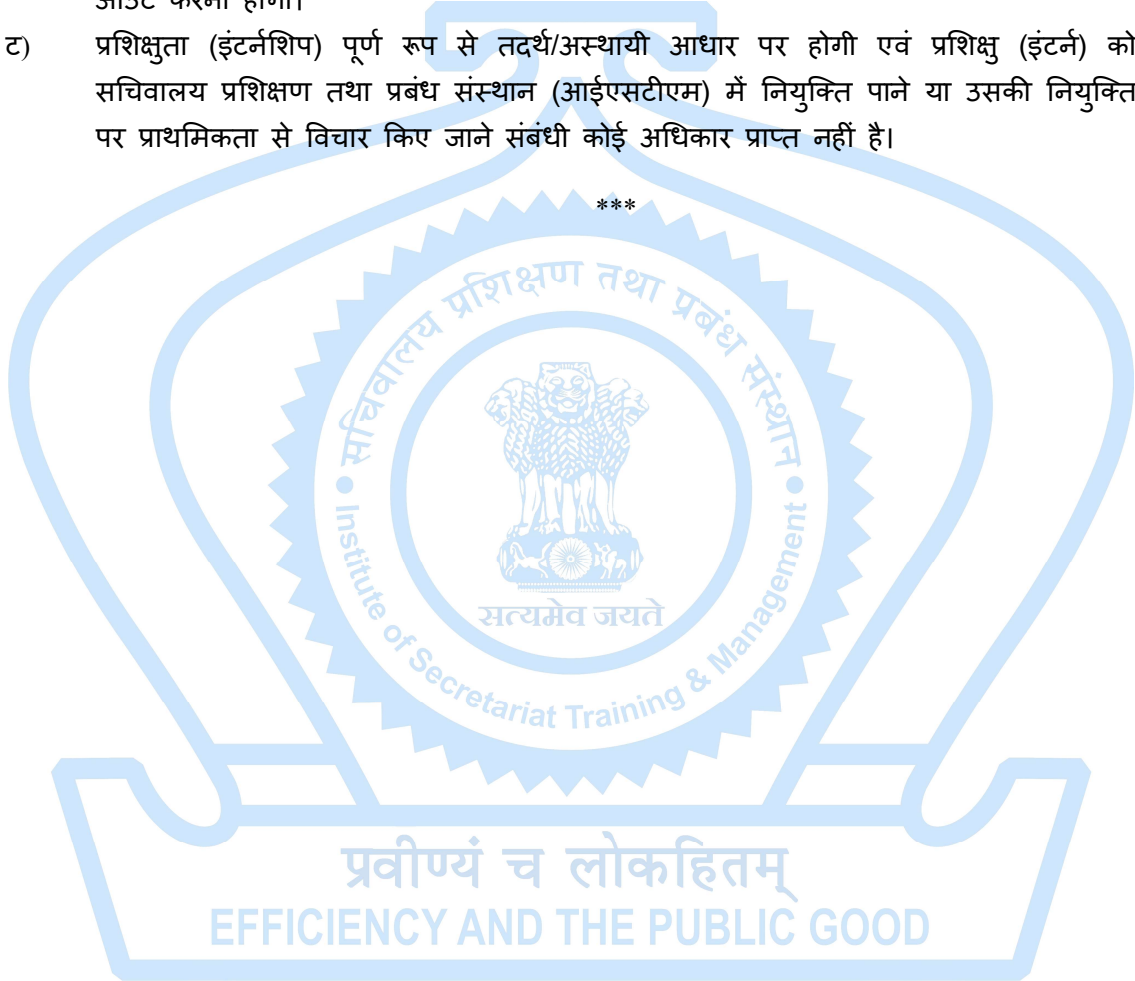 ट) प्रशिक्षुता (इंटर्नशिप) पूर्ण रूप से तदर्थ/अस्थायी आधार पर होगी एवं प्रशिक्षु (इंटर्न) को
सचिवालय प्रशिक्षण तथा प्रबंध संस्थान (आईएसटीएम) में नियुक्ति पाने या उसकी नियुक्ति
पर प्राथमिकता से विचार किए जाने संबंधी कोई अधिकार प्राप्त नहीं है।
***
सचिवालय प्रशिक्षण तथा प्रबंध संस्थान
Institute of Secretariat Training & Management
सत्यमेव जयते
प्रवीण्यं च लोकहितम्
EFFICIENCY AND THE PUBLIC GOOD